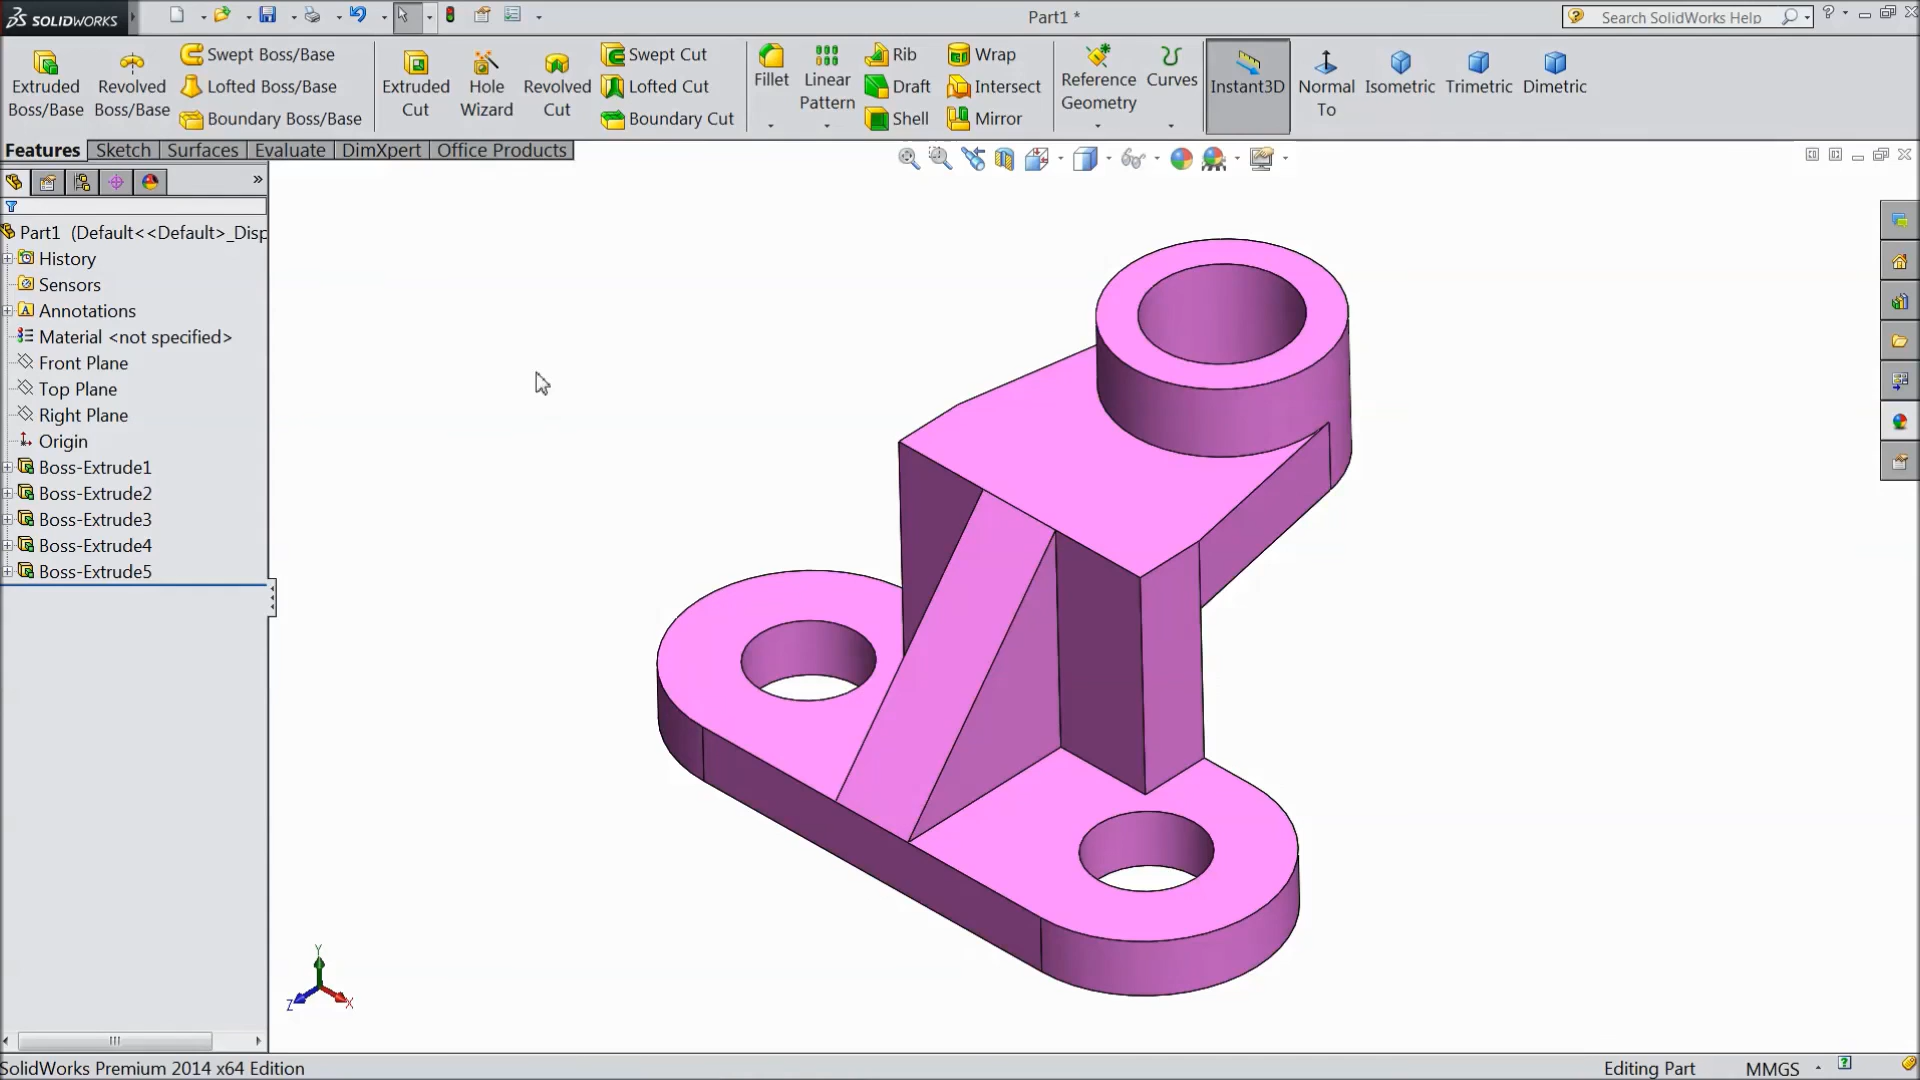 SOLIDWORKS
Part1 *
Search SolidWorks Help
Extruded Boss/Base
Revolved Boss/Base
Swept Boss/Base
Lofted Boss/Base
Boundary Boss/Base
Extruded Cut
Hole Wizard
Revolved Cut
Swept Cut
Lofted Cut
Boundary Cut
Fillet
Linear Pattern
Rib
Draft
Shell
Wrap
Intersect
Mirror
Reference Geometry
Curves
Instant3D
Normal To
Isometric
Trimetric
Dimetric
Features Sketch Surfaces Evaluate DimXpert Office Products
Part1 (Default<<Default>_Disp
History
Sensors
Annotations
Material <not specified>
Front Plane
Top Plane
Right Plane
Origin
Boss-Extrude1
Boss-Extrude2
Boss-Extrude3
Boss-Extrude4
Boss-Extrude5
Y
Z
X
SolidWorks Premium 2014 x64 Edition
Editing Part
MMGS